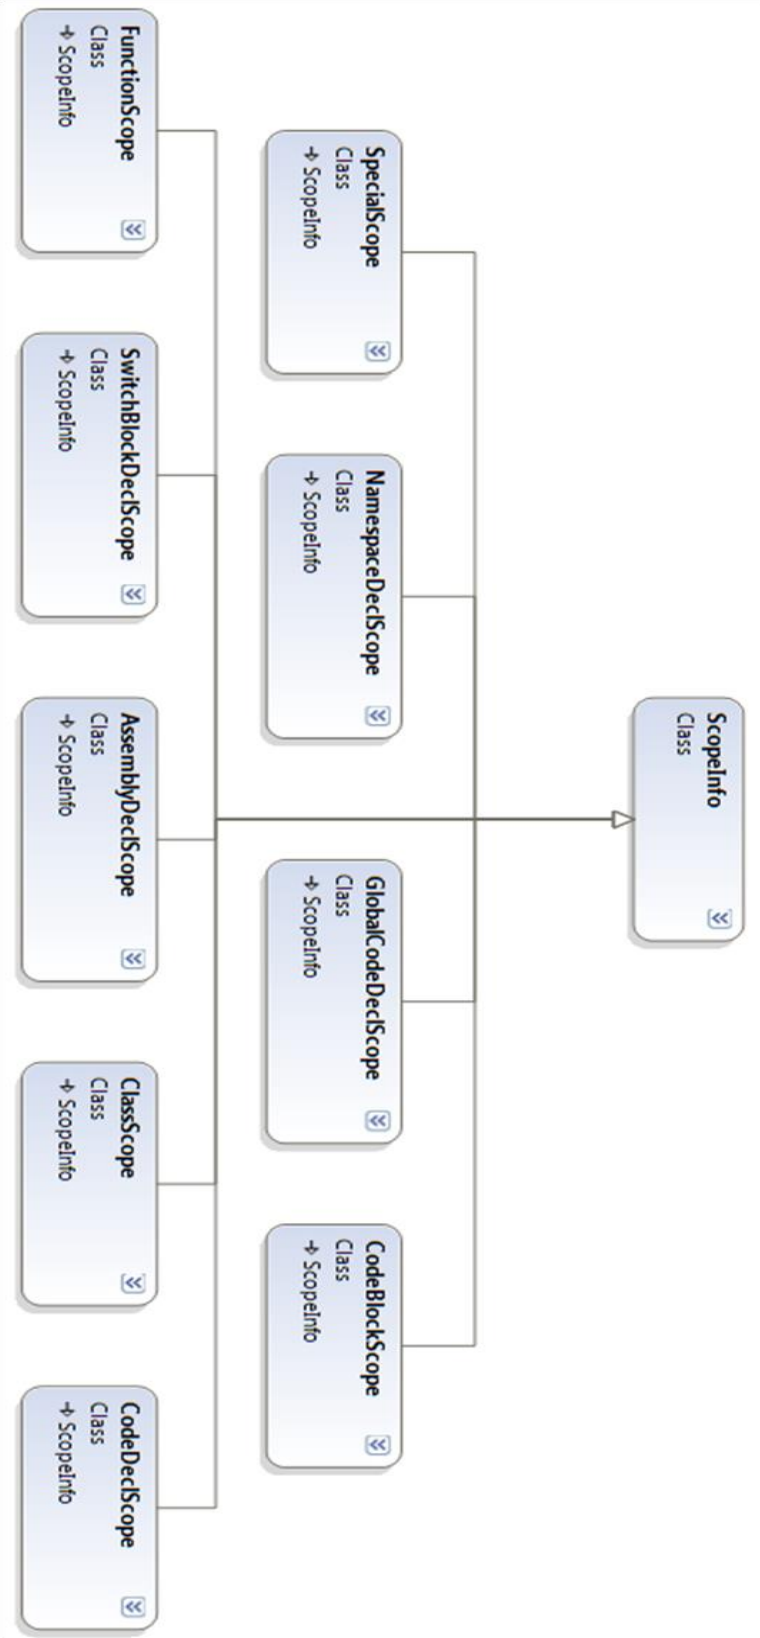 ScopeInfo
Class
SpecialScope
Class
→ ScopeInfo
NamespaceDeclScope
Class
→ ScopeInfo
GlobalCodeDeclScope
Class
→ ScopeInfo
CodeBlockScope
Class
→ ScopeInfo
FunctionScope
Class
→ ScopeInfo
SwitchBlockDeclScope
Class
→ ScopeInfo
AssemblyDeclScope
Class
→ ScopeInfo
ClassScope
Class
→ ScopeInfo
CodeDeclScope
Class
→ ScopeInfo